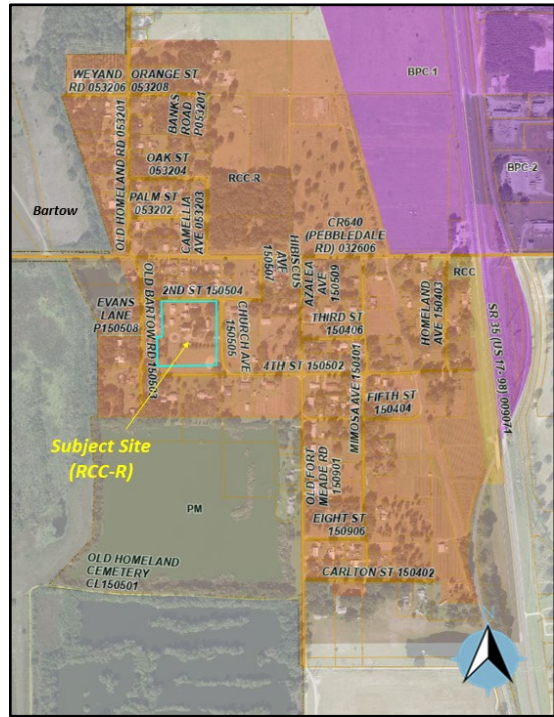 BPC-1
WEYAND
RD 053206
ORANGE ST
053208
OLD HOMELAND RD 053201
BANKS
ROAD
P053201
OAK ST
053204
RCC-R
BPC-2
PALM ST
053202
CAMELLIA
AVE 053203
Bartow
CR640
(PEBBLEDALE
RD) 032606
HIBISCUS
AVE
150507
AZALEA
AVE
150509
RCC
EVANS
LANE
P150508
OLD BARTOW RD 150503
2ND ST 150504
CHURCH AVE
150505
THIRD ST
150406
HOMELAND
AVE 150403
SR 35 (US 17 - 98) 009071
4TH ST 150502
MIMOSA AVE 150401
FIFTH ST
150404
Subject Site
(RCC-R)
OLD FORT
MEADE RD
150901
PM
EIGHT ST
150906
OLD HOMELAND
CEMETERY
CL150501
CARLTON ST 150402
N